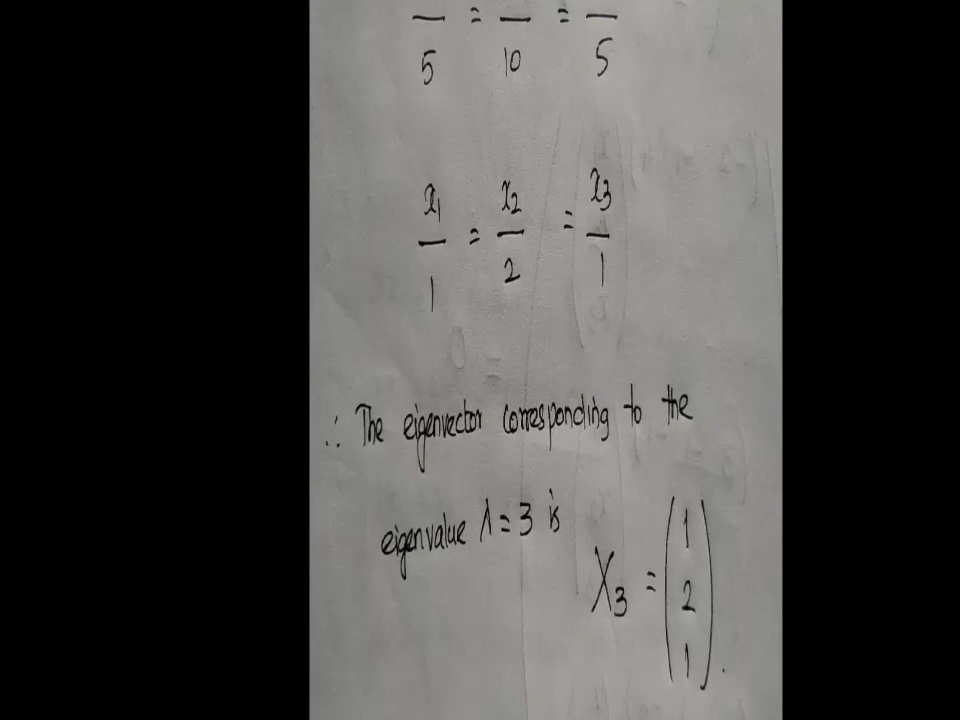 — = — = —
5 10 5
x₁/1 = x₂/2 = x₃/1
∴ The eigenvector corresponding to the
eigenvalue λ = 3 is
X₃ = (1 2 1).